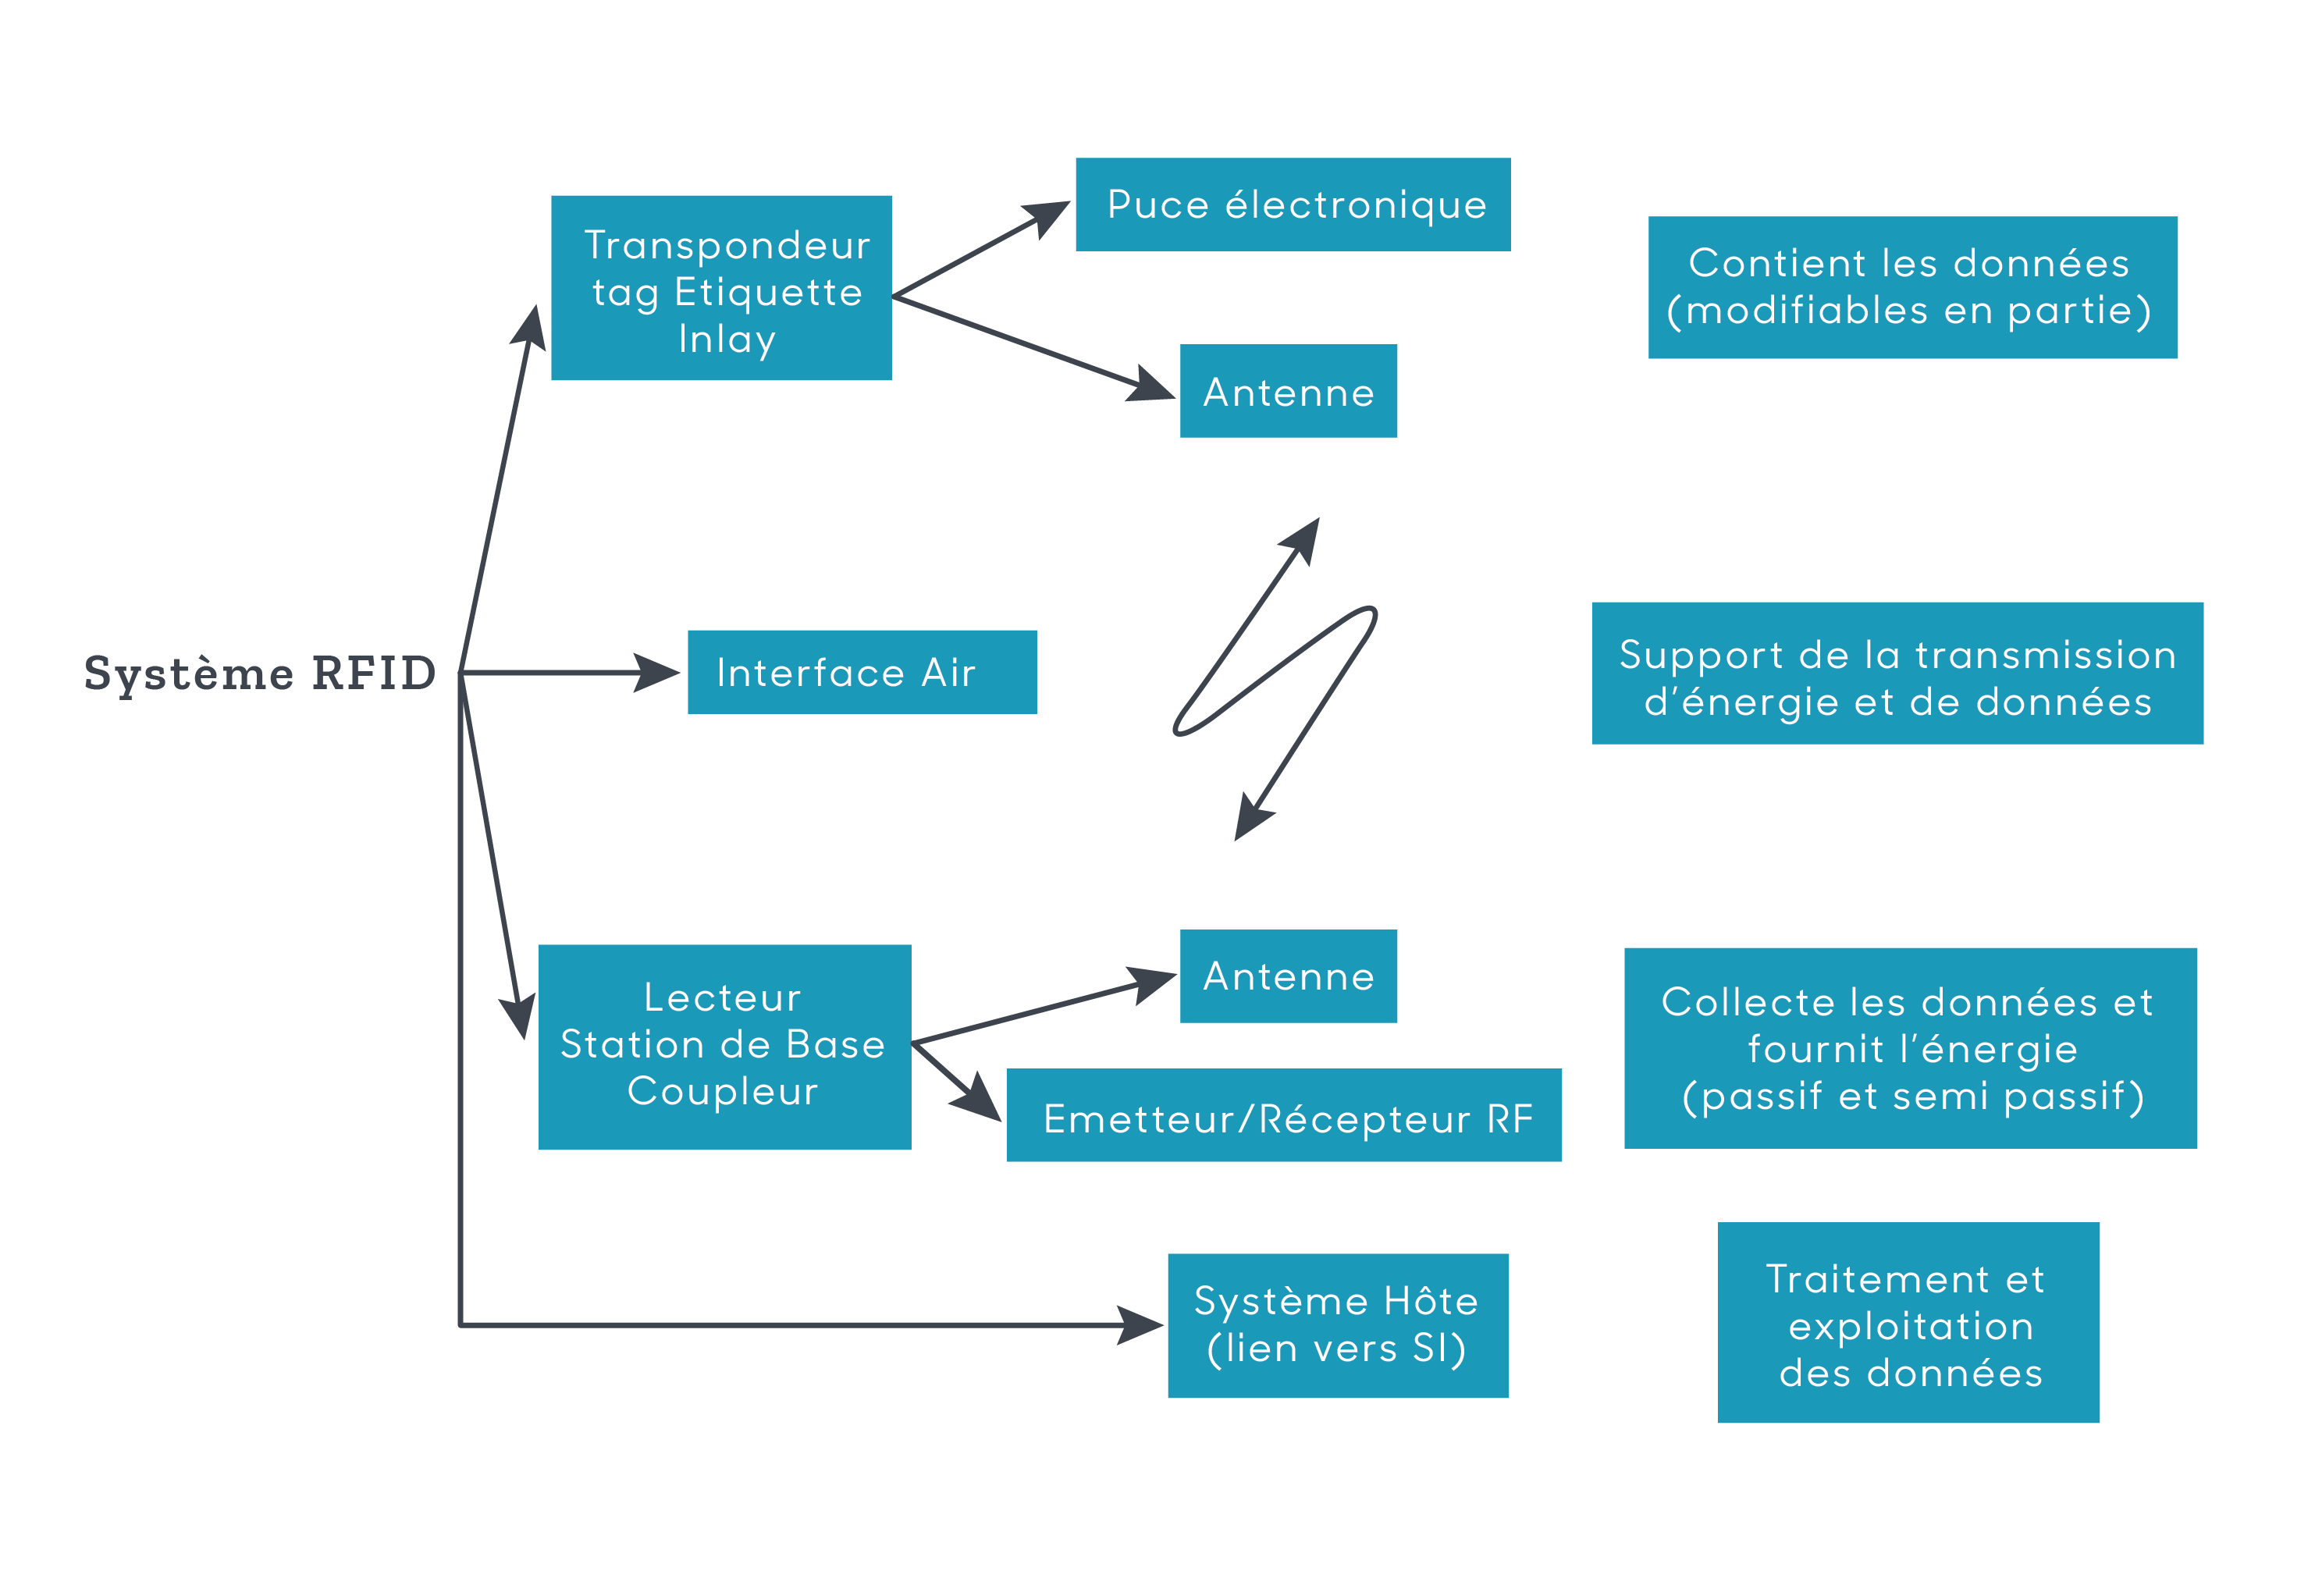 Puce électronique
Transpondeur
tag Etiquette
Inlay
Contient les données
(modifiables en partie)
Antenne
Système RFID
Interface Air
Support de la transmission
d'énergie et de données
Lecteur
Station de Base
Coupleur
Antenne
Emetteur/Récepteur RF
Collecte les données et
fournit l'énergie
(passif et semi passif)
Système Hôte
(lien vers SI)
Traitement et
exploitation
des données